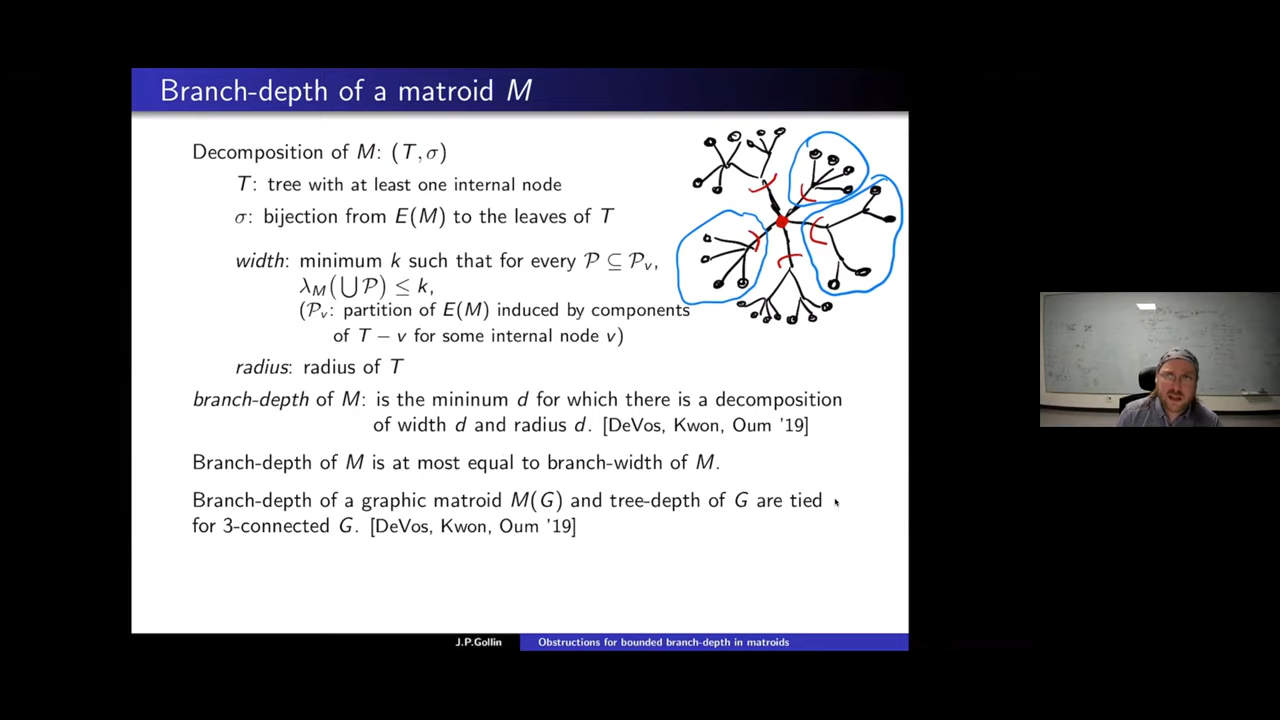 Branch-depth of a matroid M
Decomposition of M: (T, σ)
T: tree with at least one internal node
σ: bijection from E(M) to the leaves of T
width: minimum k such that for every 𝒫 ⊆ 𝒫ᵥ,
λ_M(⋃𝒫) ≤ k,
(𝒫ᵥ: partition of E(M) induced by components
of T − v for some internal node v)
radius: radius of T
branch-depth of M: is the mininum d for which there is a decomposition
of width d and radius d. [DeVos, Kwon, Oum '19]
Branch-depth of M is at most equal to branch-width of M.
Branch-depth of a graphic matroid M(G) and tree-depth of G are tied
for 3-connected G. [DeVos, Kwon, Oum '19]
J.P.Gollin Obstructions for bounded branch-depth in matroids